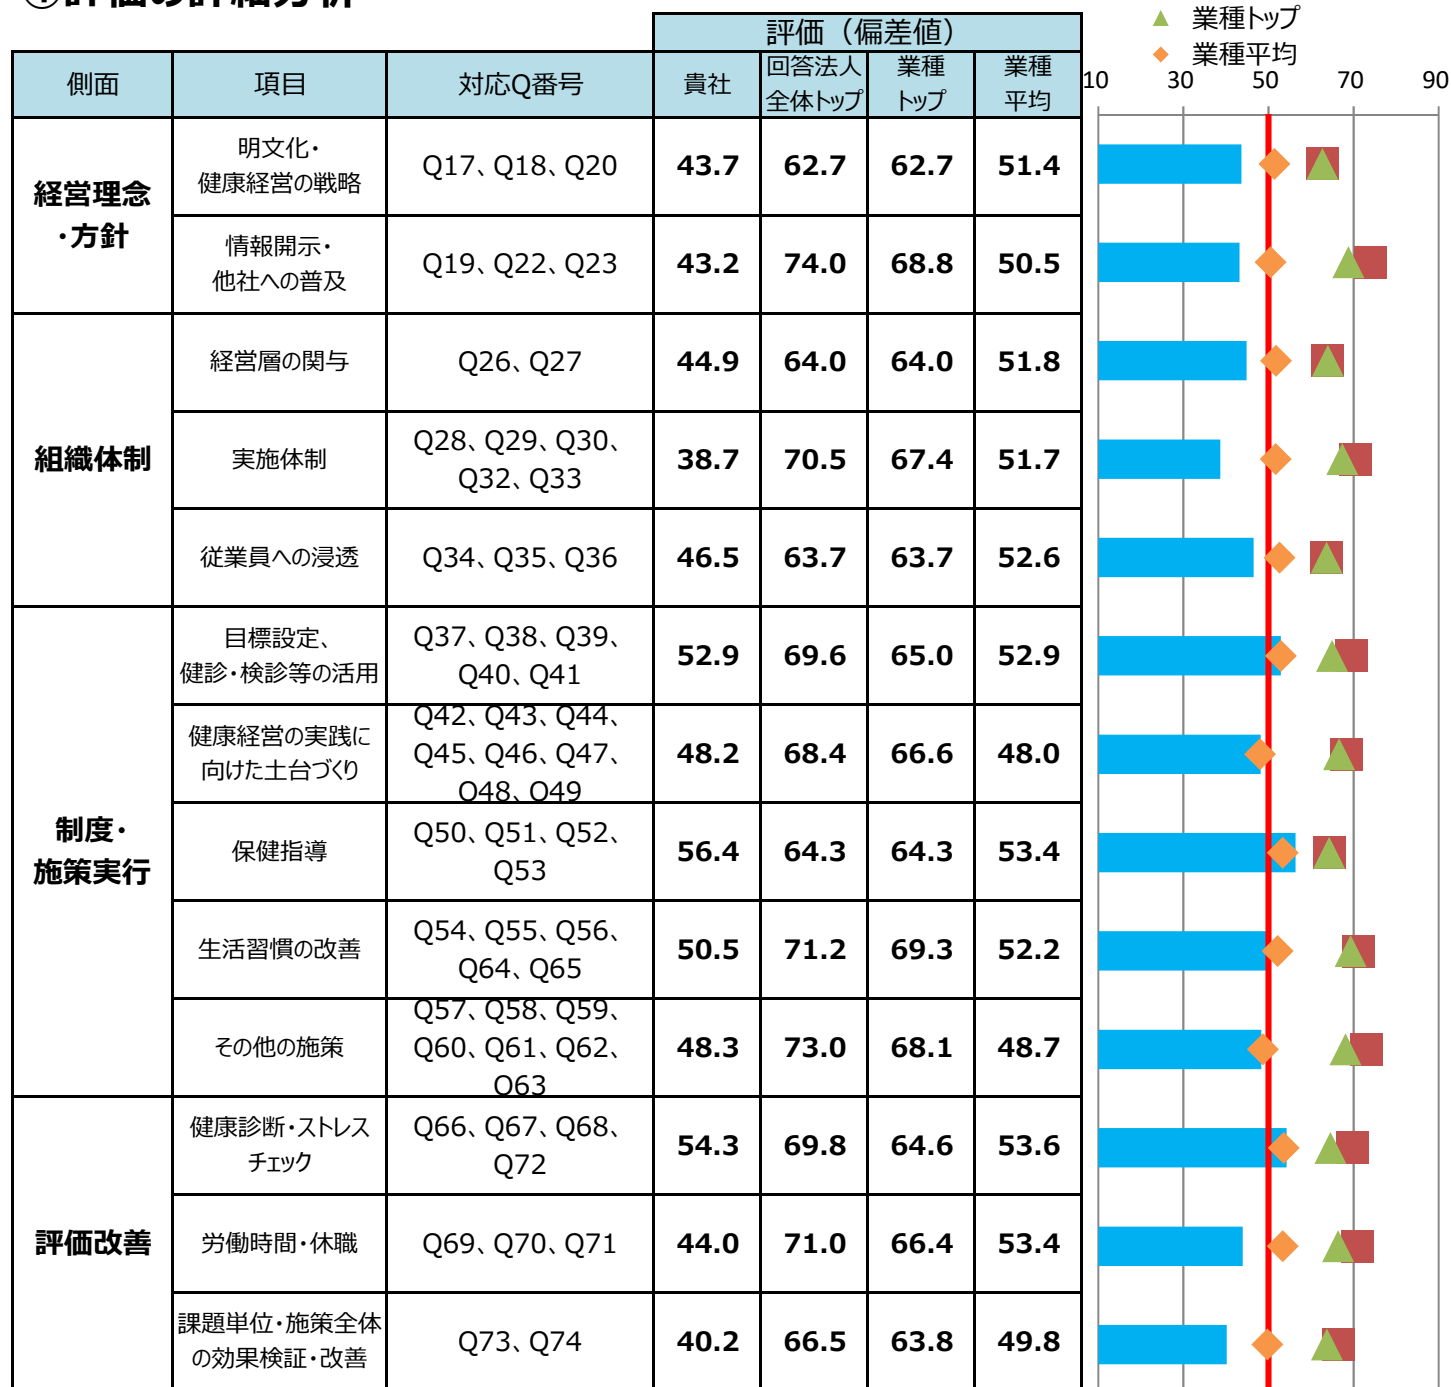 ①評価の詳細分析
▲ 業種トップ
◆ 業種平均
評価（偏差値）
側面 項目 対応Q番号 貴社 回答法人 業種 業種
全体トップ トップ 平均
10 30 50 70 90
経営理念
・方針
明文化・
健康経営の戦略
Q17、Q18、Q20 43.7 62.7 62.7 51.4
情報開示・
他社への普及
Q19、Q22、Q23 43.2 74.0 68.8 50.5
組織体制
経営層の関与 Q26、Q27 44.9 64.0 64.0 51.8
実施体制
Q28、Q29、Q30、
Q32、Q33
38.7 70.5 67.4 51.7
従業員への浸透 Q34、Q35、Q36 46.5 63.7 63.7 52.6
制度・
施策実行
目標設定、
健診・検診等の活用
Q37、Q38、Q39、
Q40、Q41
52.9 69.6 65.0 52.9
健康経営の実践に
向けた土台づくり
Q42、Q43、Q44、
Q45、Q46、Q47、
Q48、Q49
48.2 68.4 66.6 48.0
保健指導
Q50、Q51、Q52、
Q53
56.4 64.3 64.3 53.4
生活習慣の改善
Q54、Q55、Q56、
Q64、Q65
50.5 71.2 69.3 52.2
その他の施策
Q57、Q58、Q59、
Q60、Q61、Q62、
Q63
48.3 73.0 68.1 48.7
評価改善
健康診断・ストレス
チェック
Q66、Q67、Q68、
Q72
54.3 69.8 64.6 53.6
労働時間・休職 Q69、Q70、Q71 44.0 71.0 66.4 53.4
課題単位・施策全体
の効果検証・改善
Q73、Q74 40.2 66.5 63.8 49.8